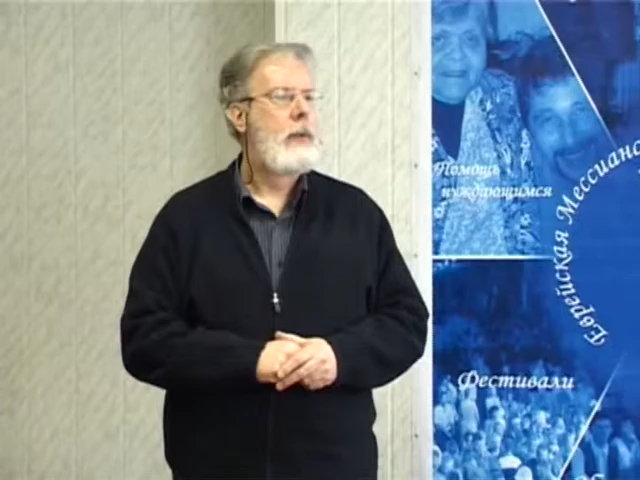 Помощь
нуждающимся
Еврейская Мессианс
Фестивали